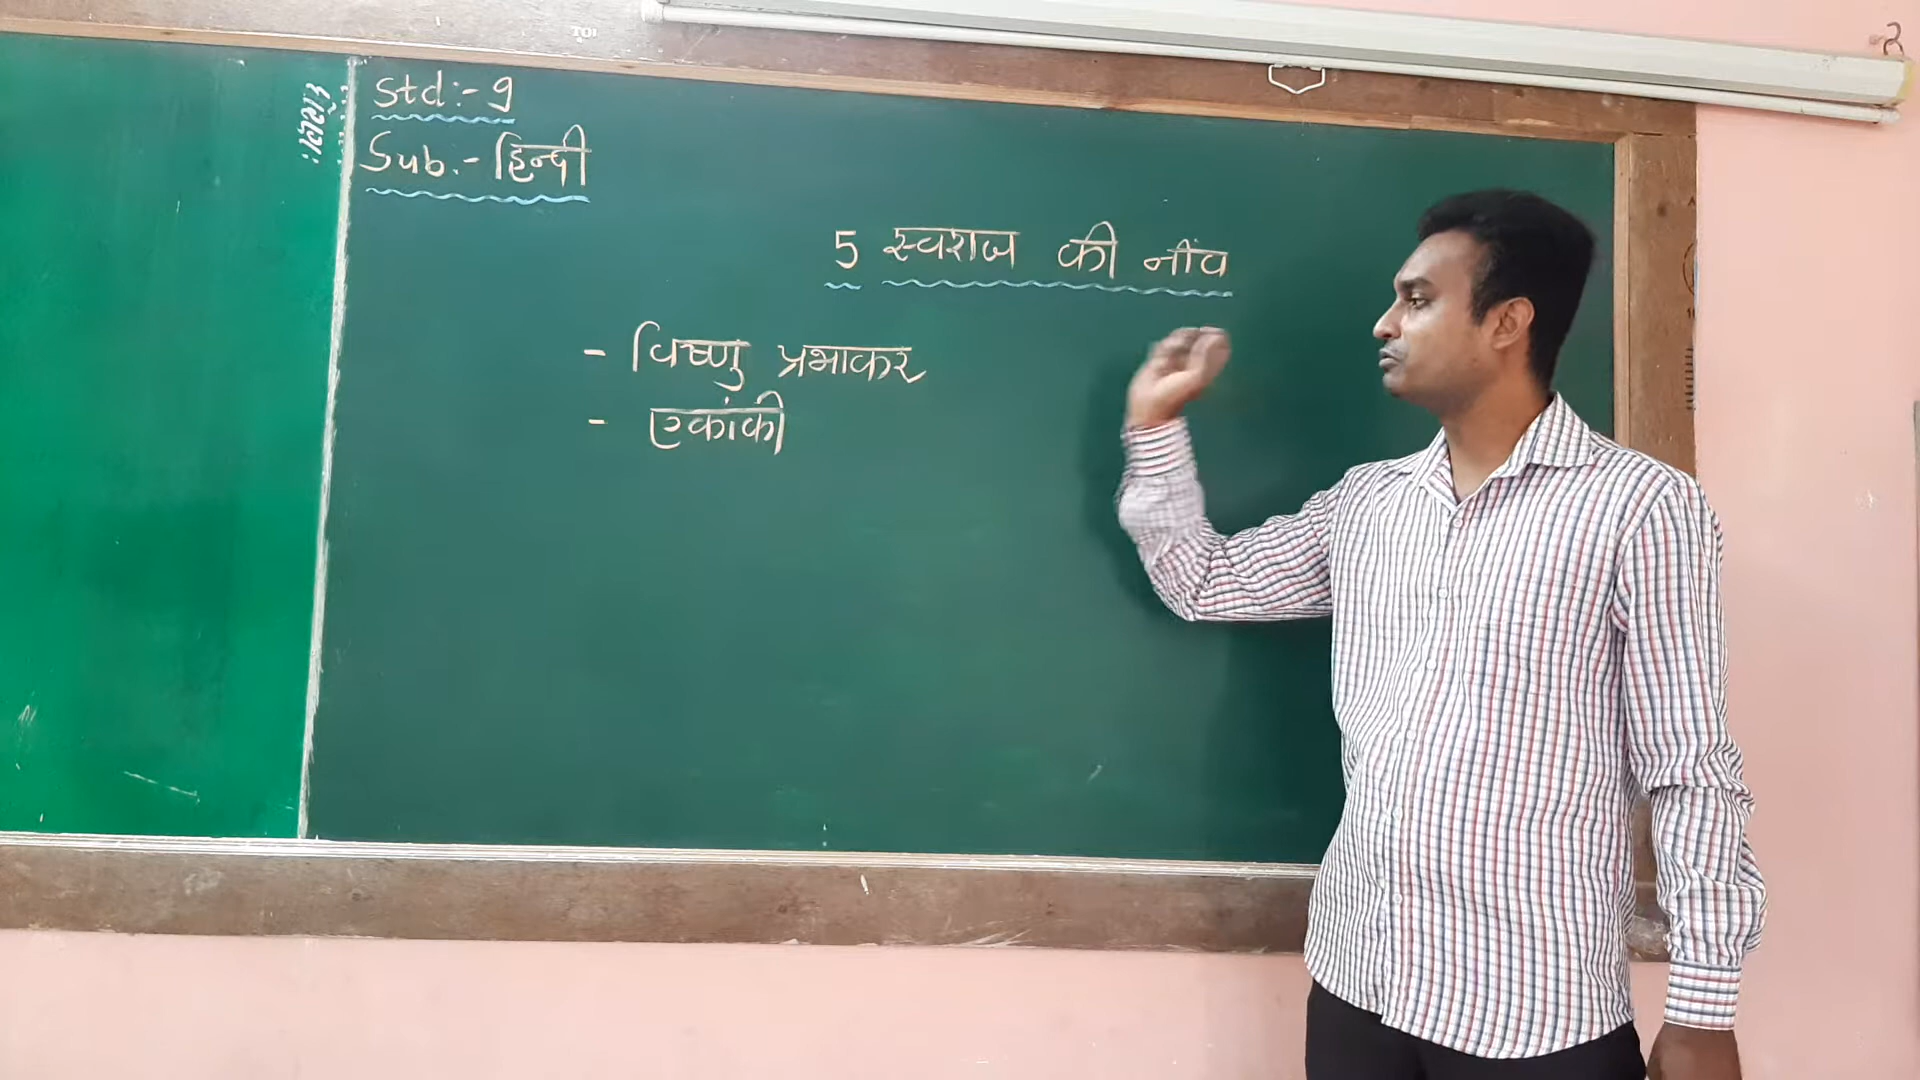 Std:- 9
Sub.- हिन्दी
5 स्वराज की नींव
- विष्णु प्रभाकर
- एकांकी